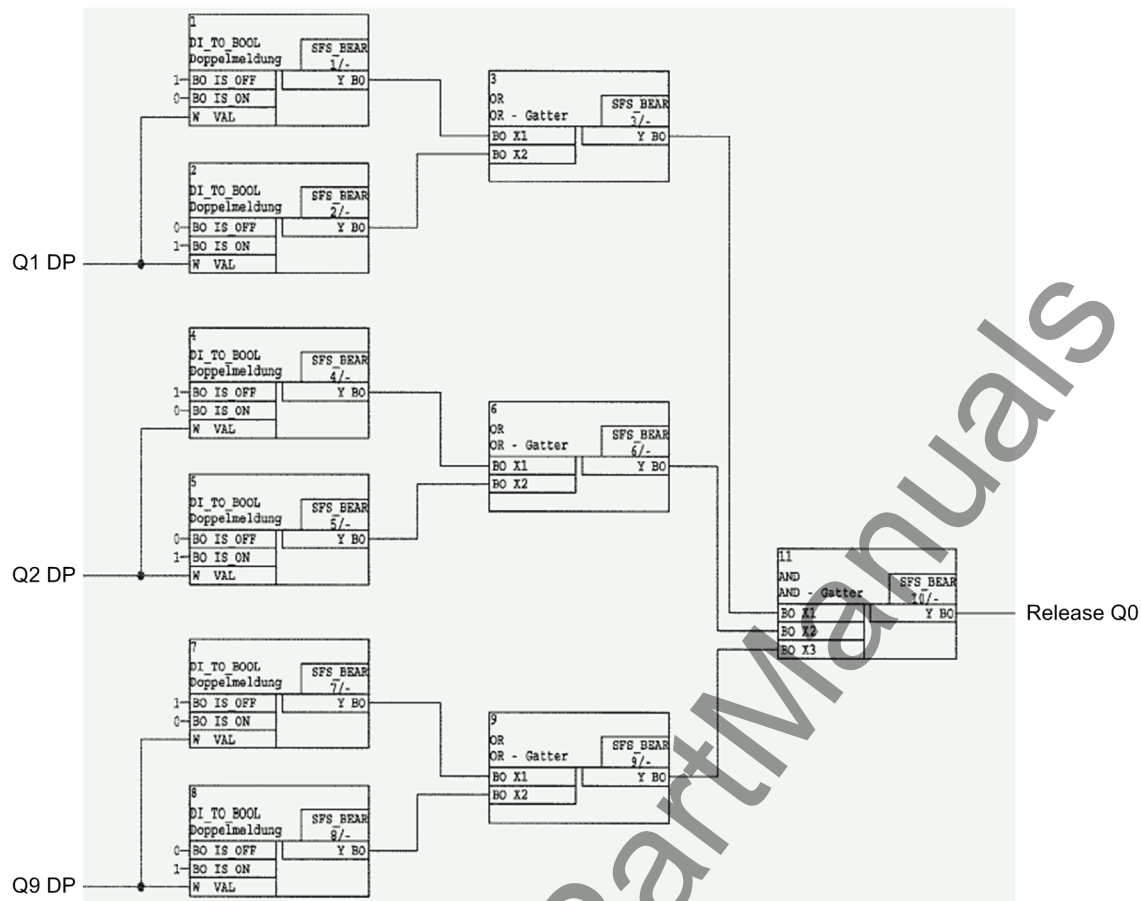 1
DI_TO_BOOL
Doppelmeldung
SFS_BEAR
1/-
1 BO IS_OFF
Y BO
0 BO IS_ON
W VAL
2
DI_TO_BOOL
Doppelmeldung
SFS_BEAR
2/-
0 BO IS_OFF
Y BO
1 BO IS_ON
W VAL
Q1 DP
3
OR
OR - Gatter
SFS_BEAR
3/-
BO X1
Y BO
BO X2
4
DI_TO_BOOL
Doppelmeldung
SFS_BEAR
4/-
1 BO IS_OFF
Y BO
0 BO IS_ON
W VAL
5
DI_TO_BOOL
Doppelmeldung
SFS_BEAR
5/-
0 BO IS_OFF
Y BO
1 BO IS_ON
W VAL
Q2 DP
6
OR
OR - Gatter
SFS_BEAR
6/-
BO X1
Y BO
BO X2
7
DI_TO_BOOL
Doppelmeldung
SFS_BEAR
7/-
1 BO IS_OFF
Y BO
0 BO IS_ON
W VAL
8
DI_TO_BOOL
Doppelmeldung
SFS_BEAR
8/-
0 BO IS_OFF
Y BO
1 BO IS_ON
W VAL
Q9 DP
9
OR
OR - Gatter
SFS_BEAR
9/-
BO X1
Y BO
BO X2
11
AND
AND - Gatter
SFS_BEAR
10/-
BO X1
Y BO
BO X2
BO X3
Release Q0
PartManuals